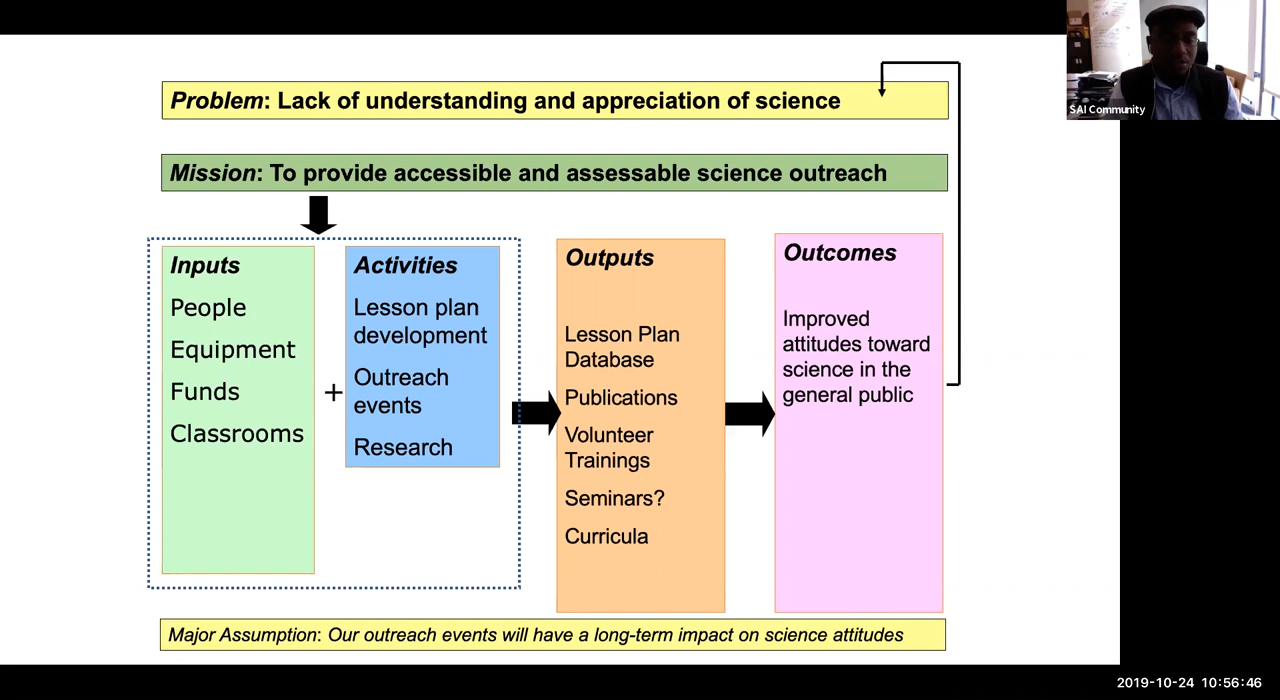 Problem: Lack of understanding and appreciation of science
SAI Community
Mission: To provide accessible and assessable science outreach
Inputs
People
Equipment
Funds
Classrooms
+
Activities
Lesson plan
development
Outreach
events
Research
Outputs
Lesson Plan
Database
Publications
Volunteer
Trainings
Seminars?
Curricula
Outcomes
Improved
attitudes toward
science in the
general public
Major Assumption: Our outreach events will have a long-term impact on science attitudes
2019-10-24 10:56:46